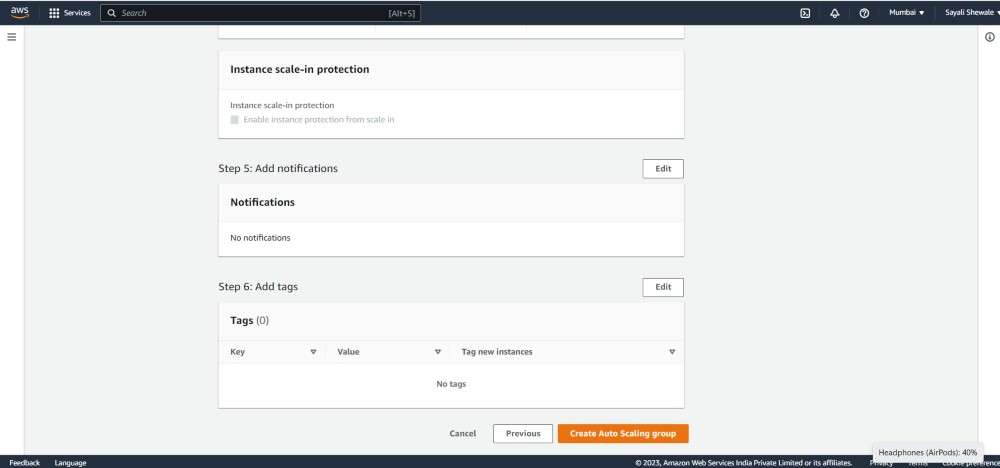 aws
Services
Search
[Alt+S]
Mumbai
Sayali Shewale
Instance scale-in protection
Instance scale-in protection
Enable instance protection from scale in
Step 5: Add notifications
Edit
Notifications
No notifications
Step 6: Add tags
Edit
Tags (0)
Key
Value
Tag new instances
No tags
Cancel
Previous
Create Auto Scaling group
Headphones (AirPods): 40%
Feedback
Language
© 2023, Amazon Web Services India Private Limited or its affiliates.
Privacy
Terms
Cookie preference